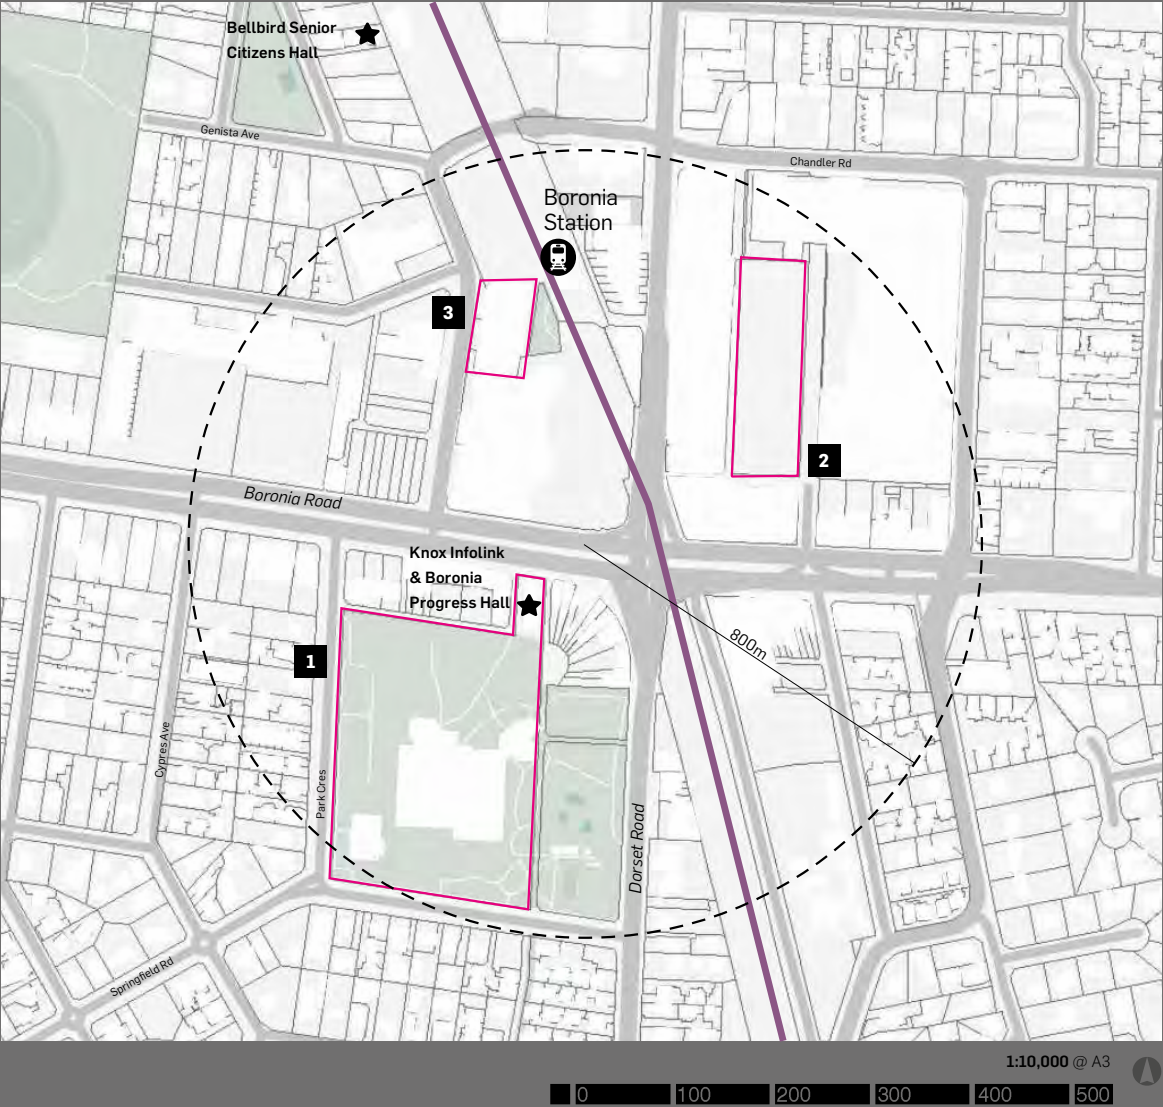 Bellbird Senior
Citizens Hall
Genista Ave
Chandler Rd
Boronia
Station
3
2
Boronia Road
Knox Infolink
& Boronia
Progress Hall
1
800m
Cypres Ave
Park Cres
Dorset Road
Springfield Rd
1:10,000 @ A3
0 100 200 300 400 500